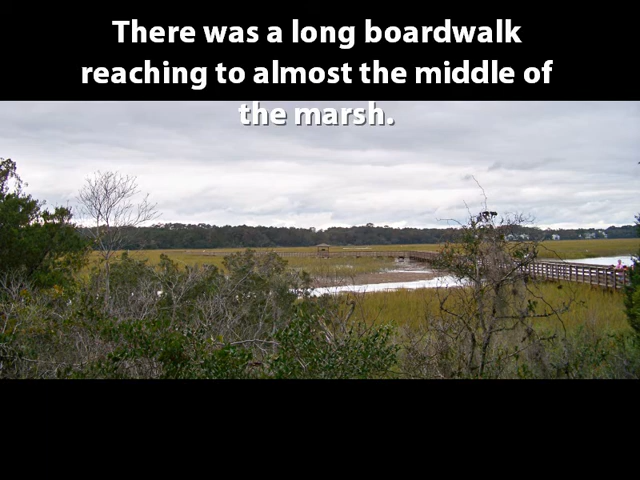 There was a long boardwalk
reaching to almost the middle of
the marsh.